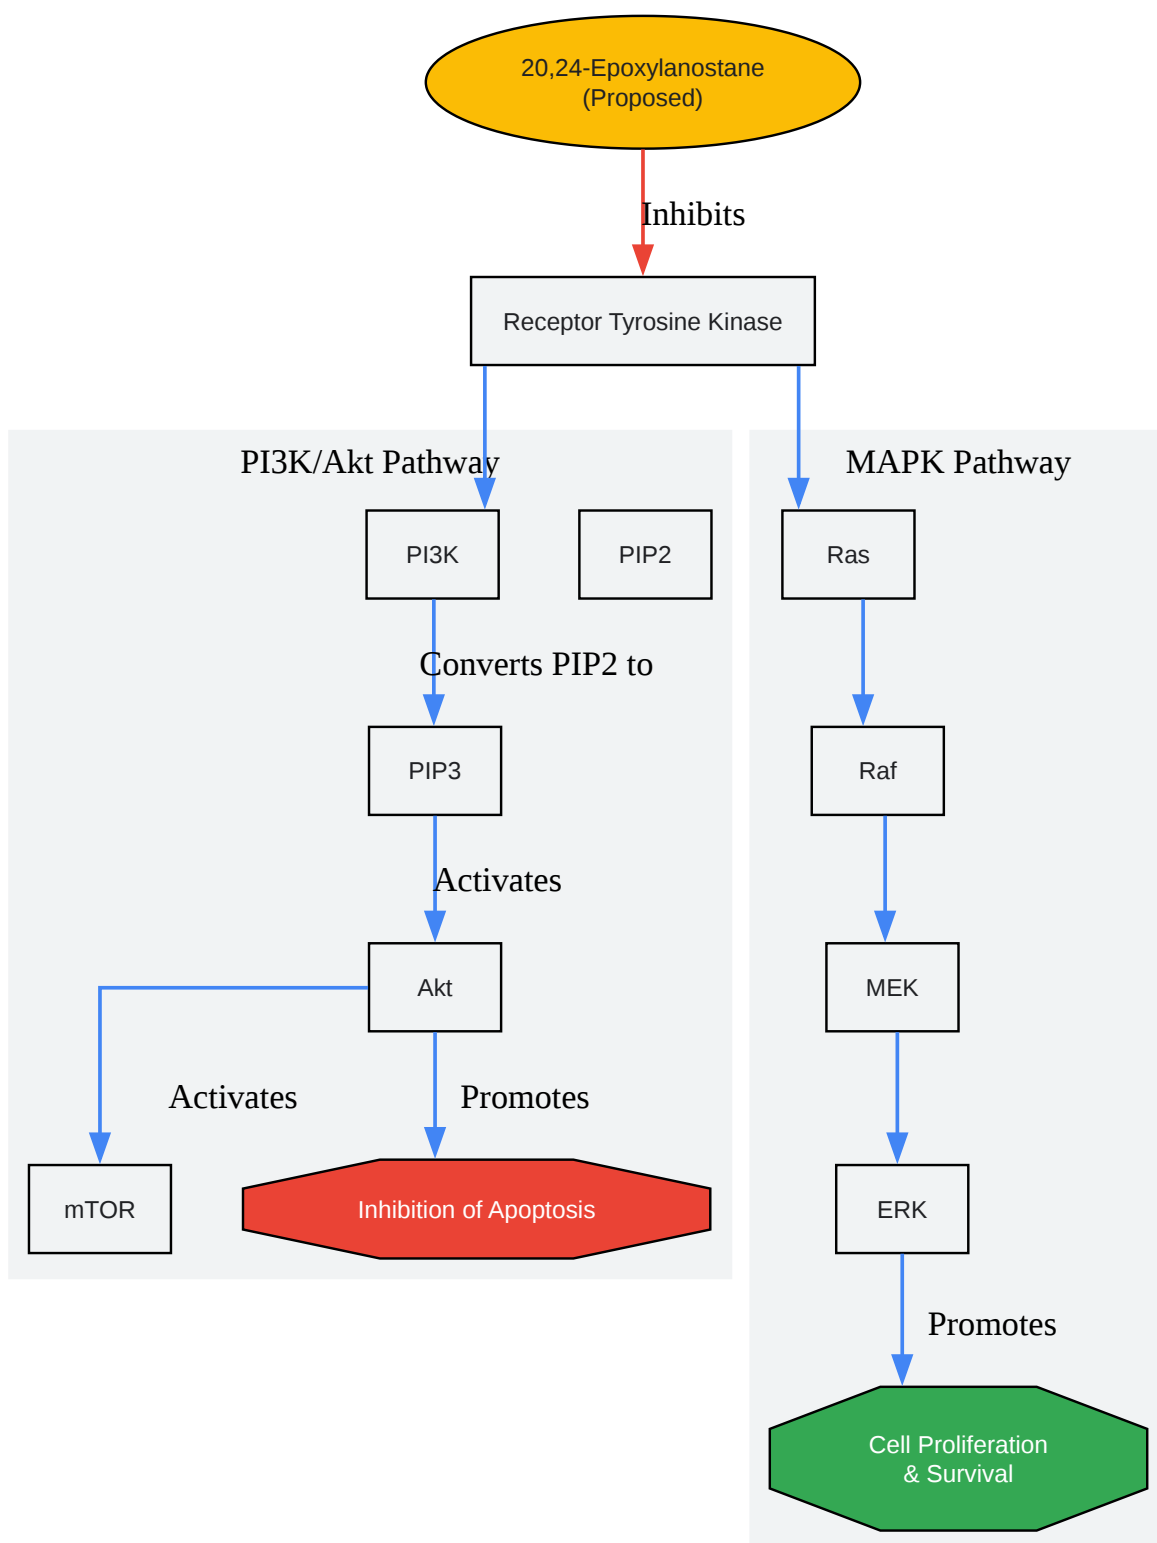 20,24-Epoxylanostane
(Proposed)
Inhibits
Receptor Tyrosine Kinase
PI3K/Akt Pathway
MAPK Pathway
PI3K
PIP2
Ras
Converts PIP2 to
PIP3
Raf
Activates
Akt
MEK
Activates
Promotes
mTOR
Inhibition of Apoptosis
ERK
Promotes
Cell Proliferation
& Survival